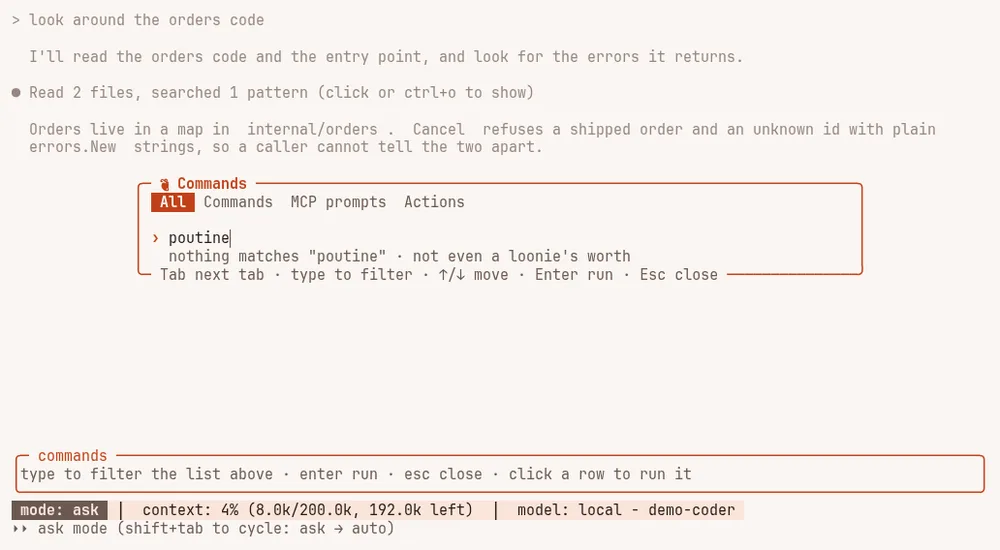 > look around the orders code
I'll read the orders code and the entry point, and look for the errors it returns.
● Read 2 files, searched 1 pattern (click or ctrl+o to show)
Orders live in a map in  internal/orders .  Cancel  refuses a shipped order and an unknown id with plain
errors.New  strings, so a caller cannot tell the two apart.
Commands
All  Commands  MCP prompts  Actions
› poutine
nothing matches "poutine" · not even a loonie's worth
Tab next tab · type to filter · ↑/↓ move · Enter run · Esc close
commands
type to filter the list above · enter run · esc close · click a row to run it
mode: ask | context: 4% (8.0k/200.0k, 192.0k left) | model: local - demo-coder
▸▸ ask mode (shift+tab to cycle: ask → auto)